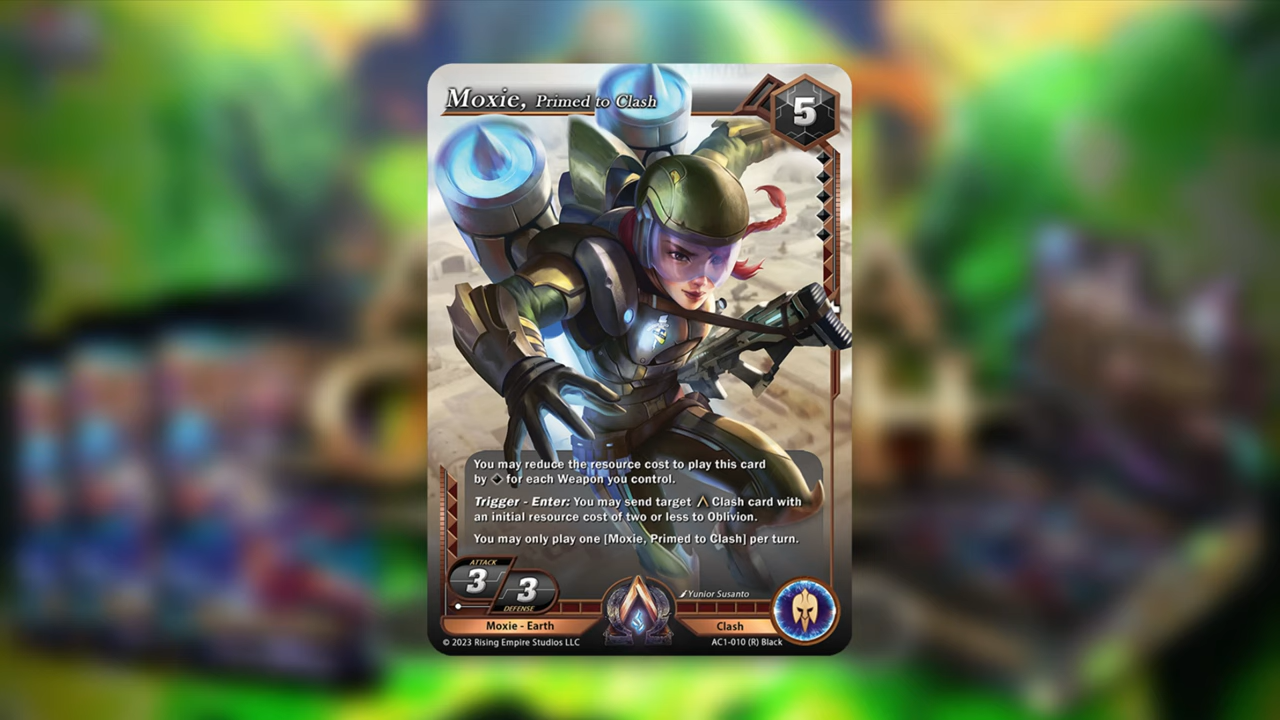 Moxie, Primed to Clash
5
You may reduce the resource cost to play this card
by for each Weapon you control.
Trigger - Enter: You may send target Clash card with
an initial resource cost of two or less to Oblivion.
You may only play one [Moxie, Primed to Clash] per turn.
ATTACK
3
3
DEFENSE
Yunior Susanto
Moxie - Earth
Clash
© 2023 Rising Empire Studios LLC
AC1-010 (R) Black